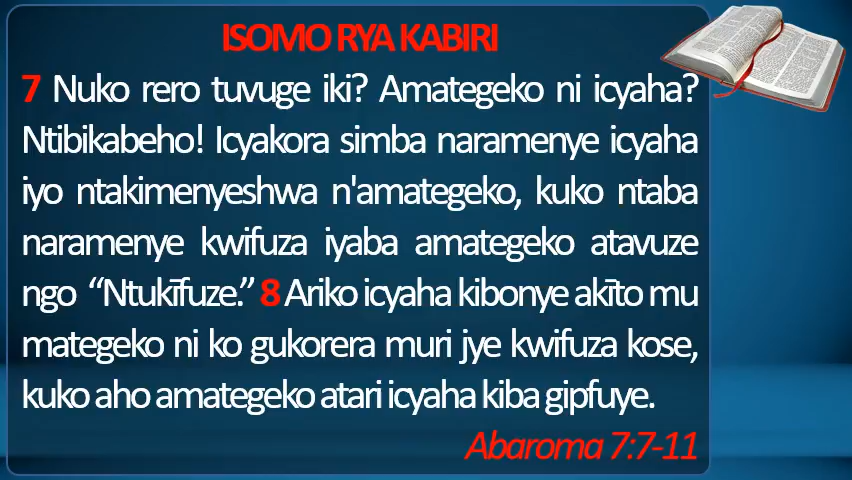 ISOMO RYA KABIRI
7 Nuko rero tuvuge iki? Amategeko ni icyaha?
Ntibikabeho! Icyakora simba naramenye icyaha
iyo ntakimenyeshwa n'amategeko, kuko ntaba
naramenye kwifuza iyaba amategeko atavuze
ngo “Ntukīfuze.” 8 Ariko icyaha kibonye akīto mu
mategeko ni ko gukorera muri jye kwifuza kose,
kuko aho amategeko atari icyaha kiba gipfuye.
Abaroma 7:7-11